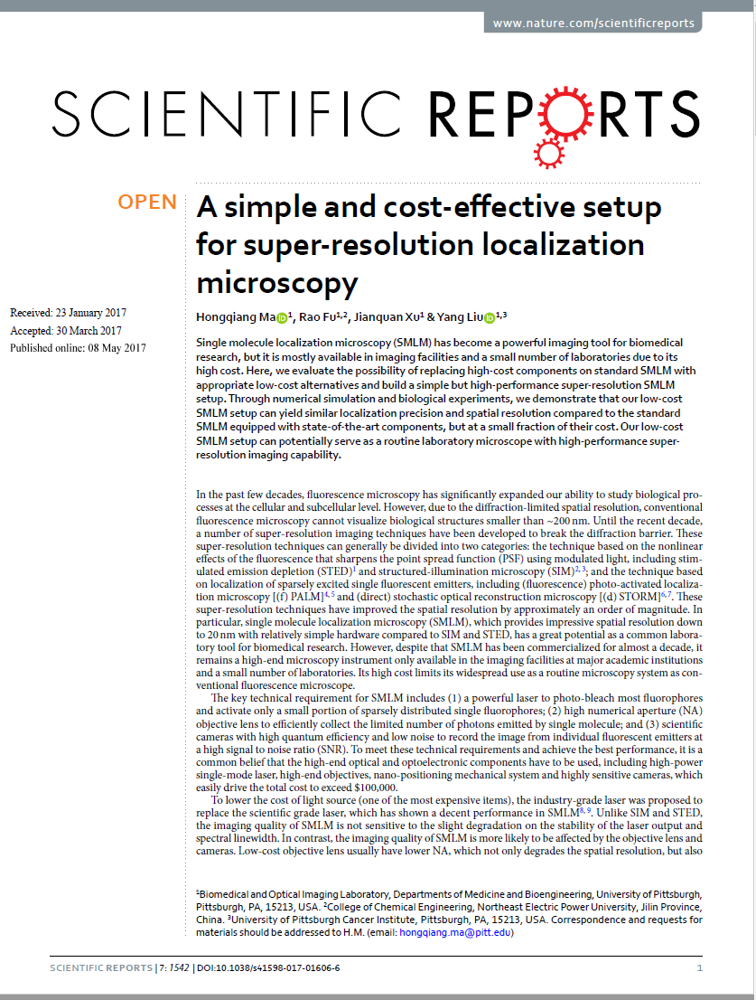 www.nature.com/scientificreports
SCIENTIFIC REPORTS
OPEN
A simple and cost-effective setup
for super-resolution localization
microscopy
Received: 23 January 2017
Accepted: 30 March 2017
Published online: 08 May 2017
Hongqiang Ma iD 1, Rao Fu1,2, Jianquan Xu1 & Yang Liu iD 1,3
Single molecule localization microscopy (SMLM) has become a powerful imaging tool for biomedical
research, but it is mostly available in imaging facilities and a small number of laboratories due to its
high cost. Here, we evaluate the possibility of replacing high-cost components on standard SMLM with
appropriate low-cost alternatives and build a simple but high-performance super-resolution SMLM
setup. Through numerical simulation and biological experiments, we demonstrate that our low-cost
SMLM setup can yield similar localization precision and spatial resolution compared to the standard
SMLM equipped with state-of-the-art components, but at a small fraction of their cost. Our low-cost
SMLM setup can potentially serve as a routine laboratory microscope with high-performance super-
resolution imaging capability.
In the past few decades, fluorescence microscopy has significantly expanded our ability to study biological pro-
cesses at the cellular and subcellular level. However, due to the diffraction-limited spatial resolution, conventional
fluorescence microscopy cannot visualize biological structures smaller than ~200 nm. Until the recent decade,
a number of super-resolution imaging techniques have been developed to break the diffraction barrier. These
super-resolution techniques can generally be divided into two categories: the technique based on the nonlinear
effects of the fluorescence that sharpens the point spread function (PSF) using modulated light, including stim-
ulated emission depletion (STED)1 and structured-illumination microscopy (SIM)2,3; and the technique based
on localization of sparsely excited single fluorescent emitters, including (fluorescence) photo-activated localiza-
tion microscopy [(f) PALM]4,5 and (direct) stochastic optical reconstruction microscopy [(d) STORM]6,7. These
super-resolution techniques have improved the spatial resolution by approximately an order of magnitude. In
particular, single molecule localization microscopy (SMLM), which provides impressive spatial resolution down
to 20 nm with relatively simple hardware compared to SIM and STED, has a great potential as a common labora-
tory tool for biomedical research. However, despite that SMLM has been commercialized for almost a decade, it
remains a high-end microscopy instrument only available in the imaging facilities at major academic institutions
and a small number of laboratories. Its high cost limits its widespread use as a routine microscopy system as con-
ventional fluorescence microscope.
The key technical requirement for SMLM includes (1) a powerful laser to photo-bleach most fluorophores
and activate only a small portion of sparsely distributed single fluorophores; (2) high numerical aperture (NA)
objective lens to efficiently collect the limited number of photons emitted by single molecule; and (3) scientific
cameras with high quantum efficiency and low noise to record the image from individual fluorescent emitters at
a high signal to noise ratio (SNR). To meet these technical requirements and achieve the best performance, it is a
common belief that the high-end optical and optoelectronic components have to be used, including high-power
single-mode laser, high-end objectives, nano-positioning mechanical system and highly sensitive cameras, which
easily drive the total cost to exceed $100,000.
To lower the cost of light source (one of the most expensive items), the industry-grade laser was proposed to
replace the scientific grade laser, which has shown a decent performance in SMLM8,9. Unlike SIM and STED,
the imaging quality of SMLM is not sensitive to the slight degradation on the stability of the laser output and
spectral linewidth. In contrast, the imaging quality of SMLM is more likely to be affected by the objective lens and
cameras. Low-cost objective lens usually have lower NA, which not only degrades the spatial resolution, but also
1Biomedical and Optical Imaging Laboratory, Departments of Medicine and Bioengineering, University of Pittsburgh,
Pittsburgh, PA, 15213, USA. 2College of Chemical Engineering, Northeast Electric Power University, Jilin Province,
China. 3University of Pittsburgh Cancer Institute, Pittsburgh, PA, 15213, USA. Correspondence and requests for
materials should be addressed to H.M. (email: hongqiang.ma@pitt.edu)
SCIENTIFIC REPORTS | 7: 1542 | DOI:10.1038/s41598-017-01606-6
1